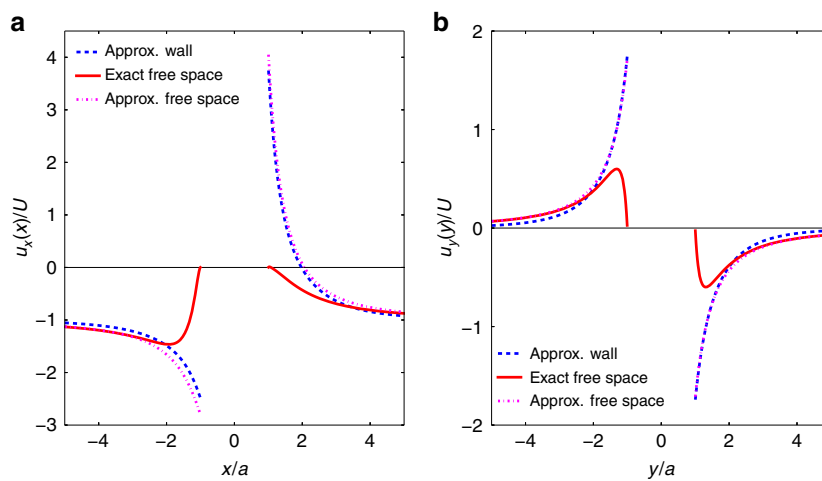 a
b
4
3
2
1
0
−1
−2
−3
−4
−2
0
2
4
x/a
u_x(x)/U
Approx. wall
Exact free space
Approx. free space
2
1
0
−1
−2
−4
−2
0
2
4
y/a
u_y(y)/U
Approx. wall
Exact free space
Approx. free space